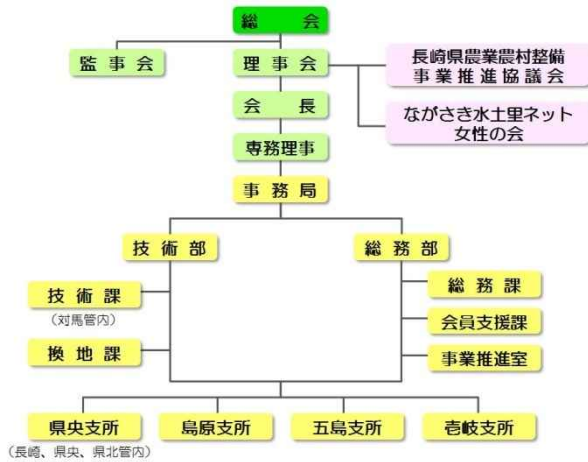 総会
監事会
理事会
長崎県農業農村整備
事業推進協議会
会長
ながさき水土里ネット
女性の会
専務理事
事務局
技術部
総務部
技術課
(対馬管内)
総務課
会員支援課
換地課
事業推進室
県央支所
島原支所
五島支所
壱岐支所
(長崎、県央、県北管内)